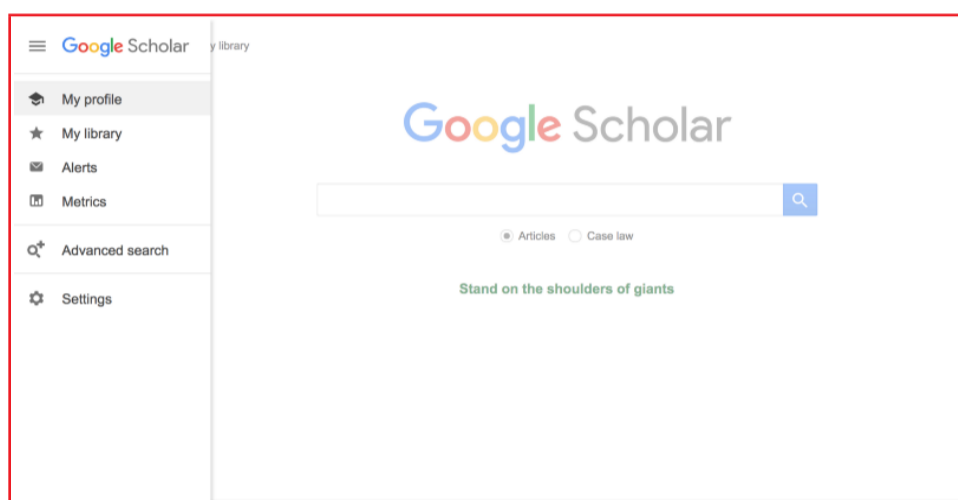 Google Scholar
y library
My profile
My library
Alerts
Metrics
Advanced search
Settings
Google Scholar
Articles Case law
Stand on the shoulders of giants